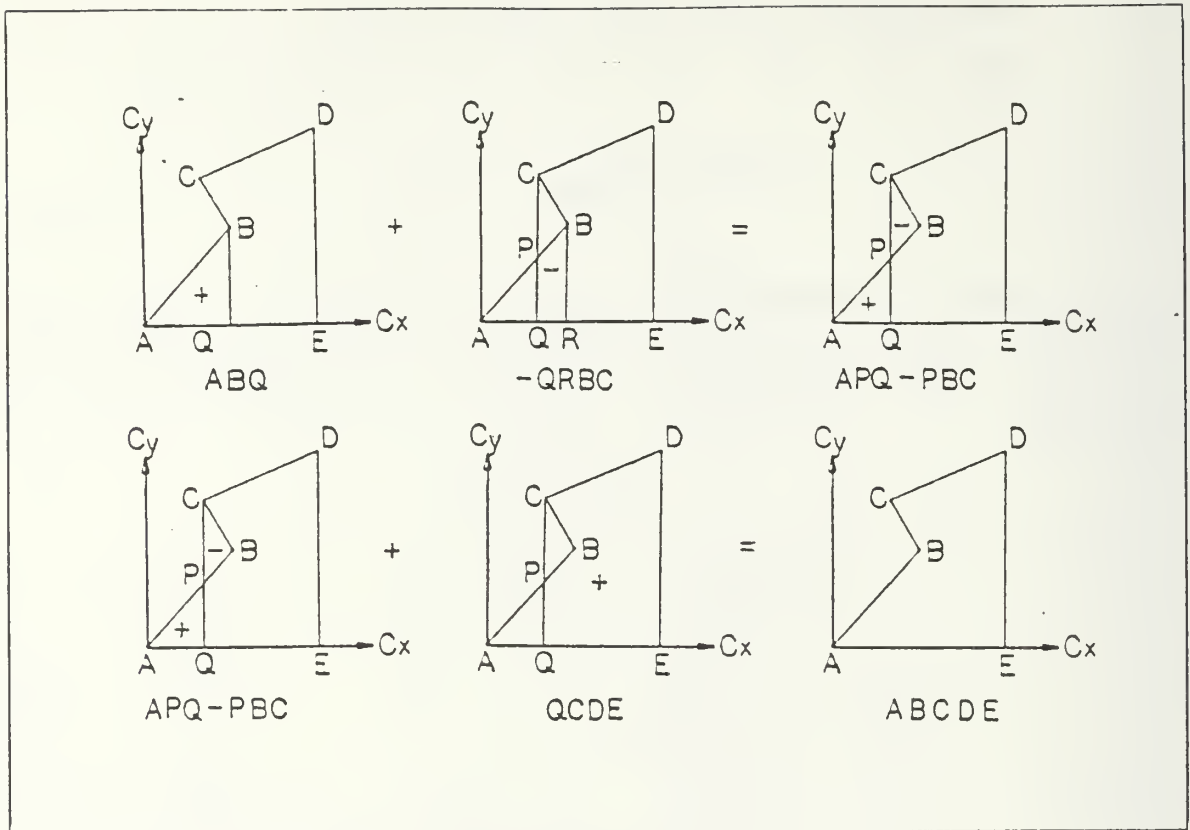 Cy D Cy D Cy D
C C C
B + P B = P - B
+ - +
A Q E Cx A Q R E Cx A Q E Cx
ABQ -QRBC APQ-PBC
Cy D Cy D Cy D
C C C
P - B + P B = B
+ +
A Q E Cx A Q E Cx A E Cx
APQ-PBC QCDE ABCDE